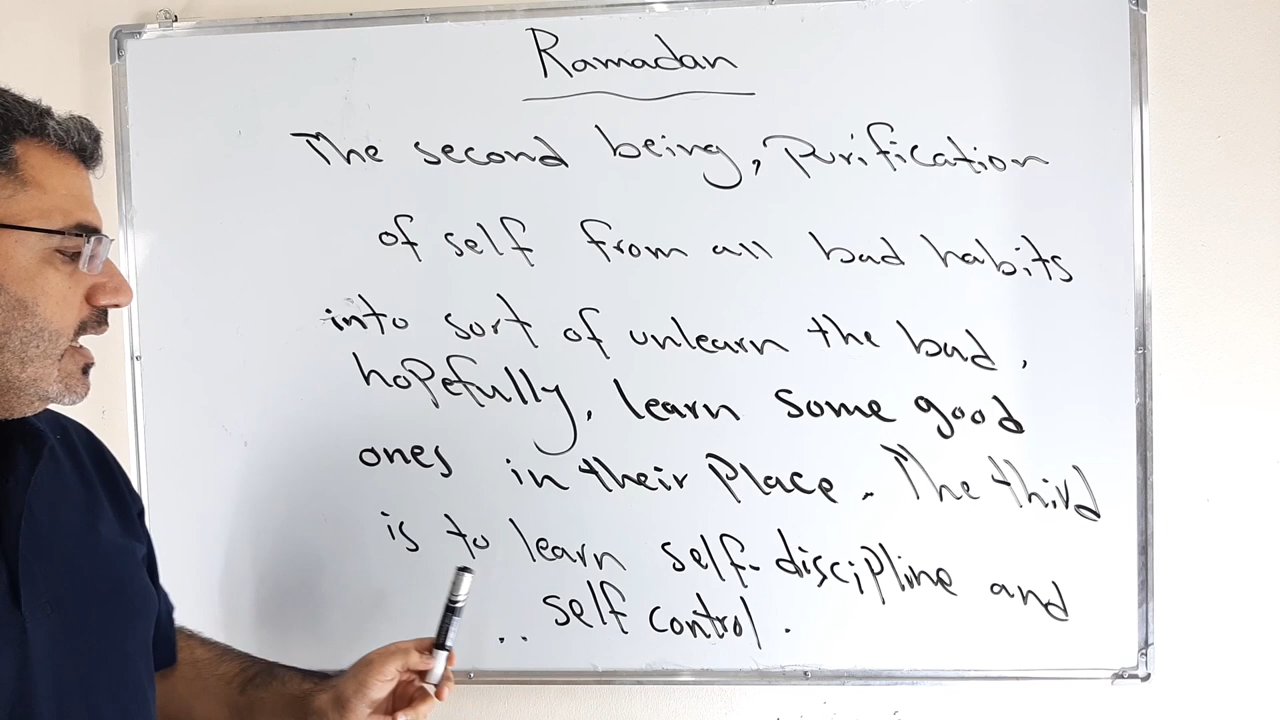 Ramadan
The second being, Purification
of self from all bad habits
into sort of unlearn the bad,
hopefully, learn some good
ones in their Place. The third
is to learn self-discipline and
.. self control.